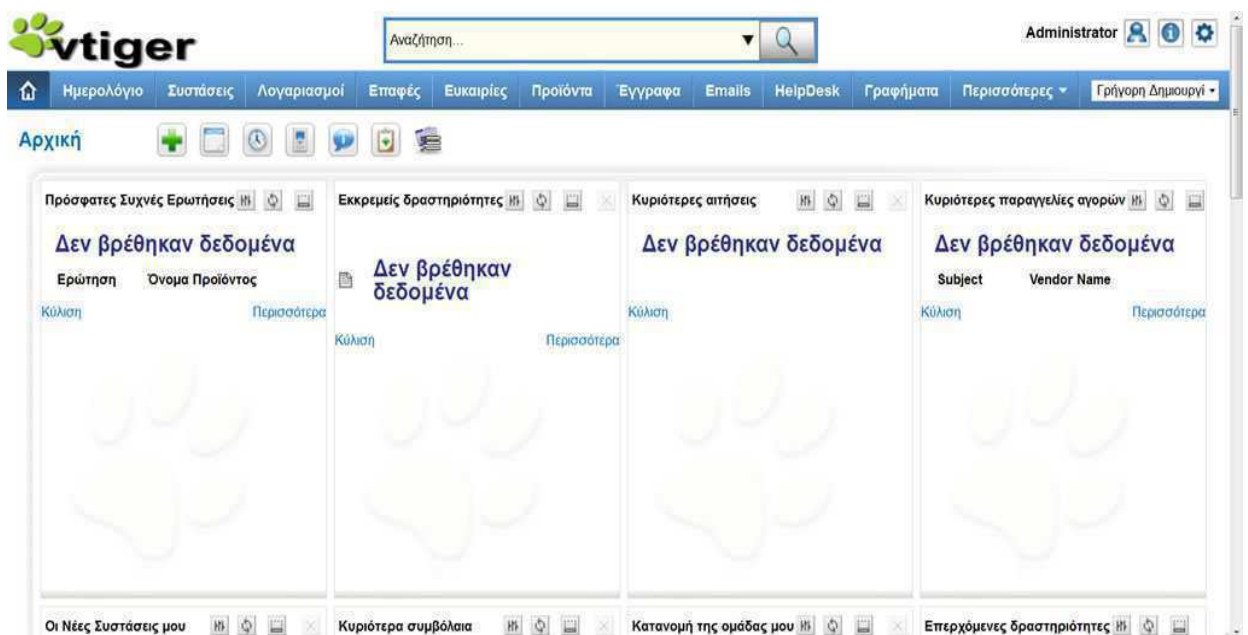 vtiger
Αναζήτηση...
Administrator
Ημερολόγιο Συστάσεις Λογαριασμοί Επαφές Ευκαιρίες Προϊόντα Έγγραφα Emails HelpDesk Γραφήματα Περισσότερες Γρήγορη Δημιουργί
Αρχική
Πρόσφατες Συχνές Ερωτήσεις
Δεν βρέθηκαν δεδομένα
Ερώτηση Όνομα Προϊόντος
Κύλιση Περισσότερα
Εκκρεμείς δραστηριότητες
Δεν βρέθηκαν
δεδομένα
Κύλιση Περισσότερα
Κυριότερες αιτήσεις
Δεν βρέθηκαν δεδομένα
Κύλιση
Κυριότερες παραγγελίες αγορών
Δεν βρέθηκαν δεδομένα
Subject Vendor Name
Κύλιση Περισσότερα
Οι Νέες Συστάσεις μου
Κυριότερα συμβόλαια
Κατανομή της ομάδας μου
Επερχόμενες δραστηριότητες